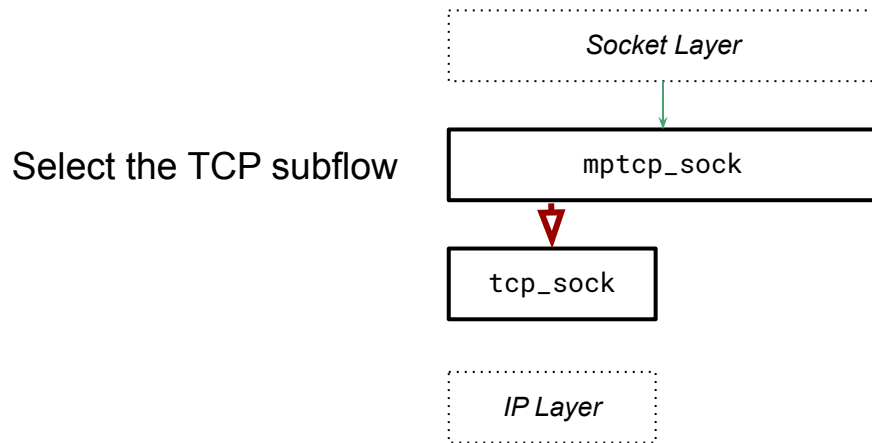 Socket Layer
Select the TCP subflow
mptcp_sock
tcp_sock
IP Layer